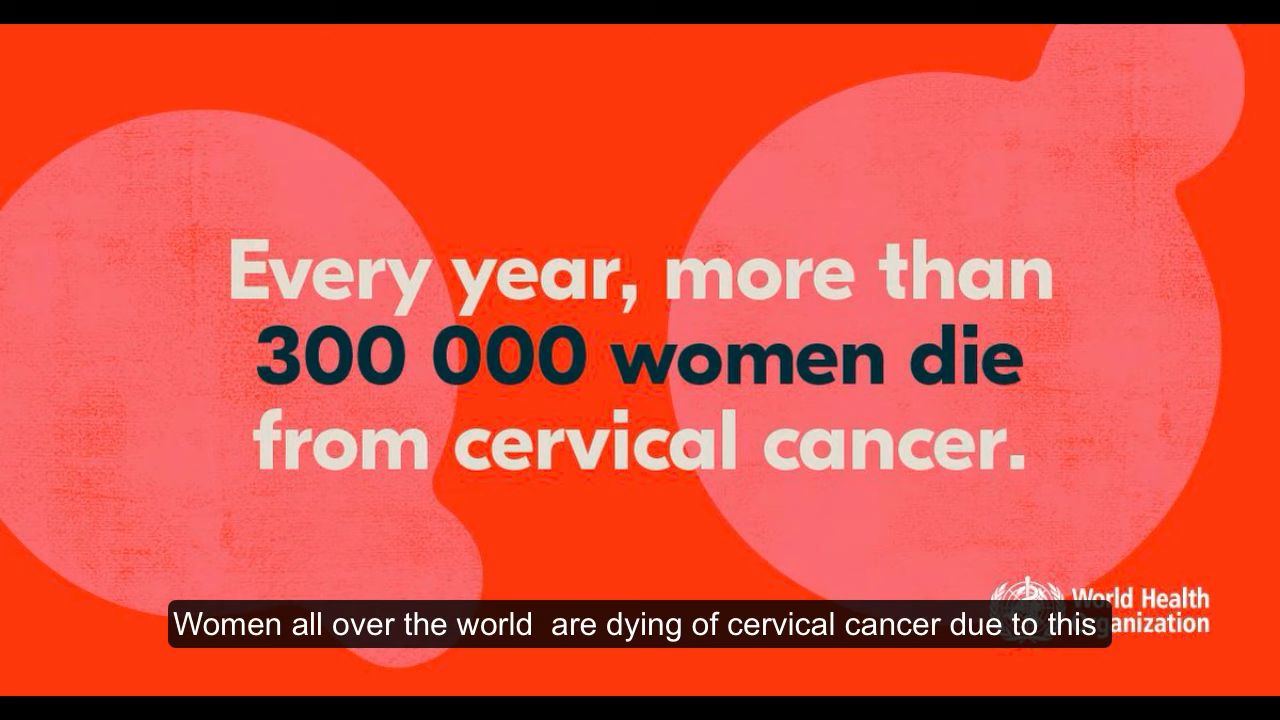 Every year, more than
300 000 women die
from cervical cancer.
World Health
Women all over the world  are dying of cervical cancer due to this
anization